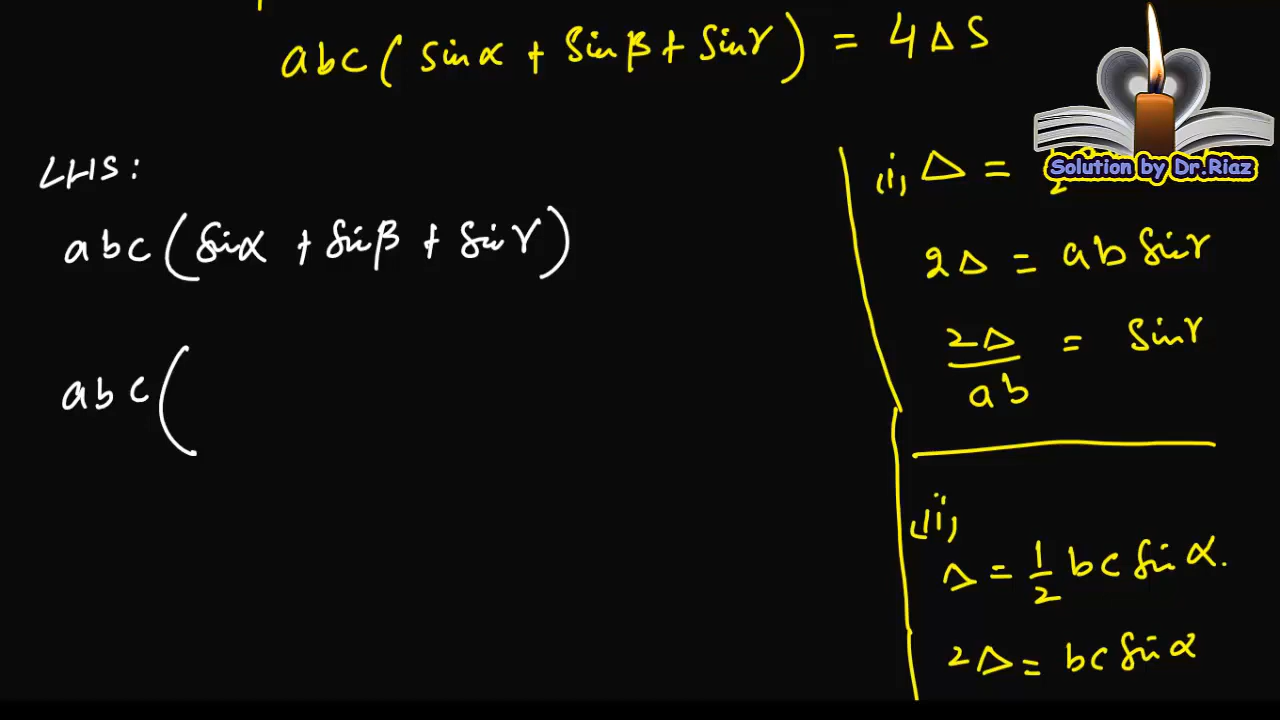 abc(sinα + sinβ + sinγ) = 4ΔS
LHS:
abc(sinα + sinβ + sinγ)
abc(
Solution by Dr.Riaz
(i) Δ =
2Δ = ab sinγ
2Δ/ab = sinγ
(ii)
Δ = 1/2 bc sinα.
2Δ = bc sinα